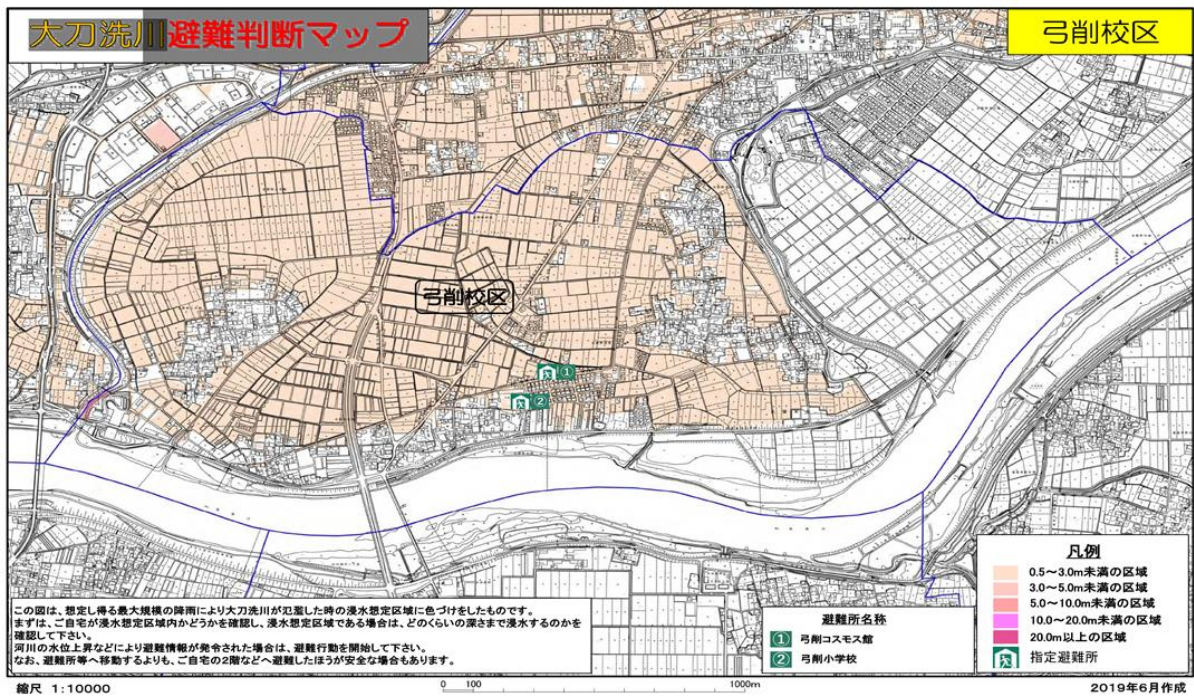 大刀洗川避難判断マップ
弓削校区
弓削校区
①
②
この図は、想定し得る最大規模の降雨により大刀洗川が氾濫した時の浸水想定区域に色づけをしたものです。
まずは、ご自宅が浸水想定区域内かどうかを確認し、浸水想定区域である場合は、どのくらいの深さまで浸水するのかを
確認して下さい。
河川の水位上昇などにより避難情報が発令された場合は、避難行動を開始して下さい。
なお、避難所等へ移動するよりも、ご自宅の2階などへ避難したほうが安全な場合もあります。
避難所名称
① 弓削コスモス館
② 弓削小学校
凡例
0.5～3.0m未満の区域
3.0～5.0m未満の区域
5.0～10.0m未満の区域
10.0～20.0m未満の区域
20.0m以上の区域
指定避難所
縮尺 1:10000
0 100 1000m
2019年6月作成